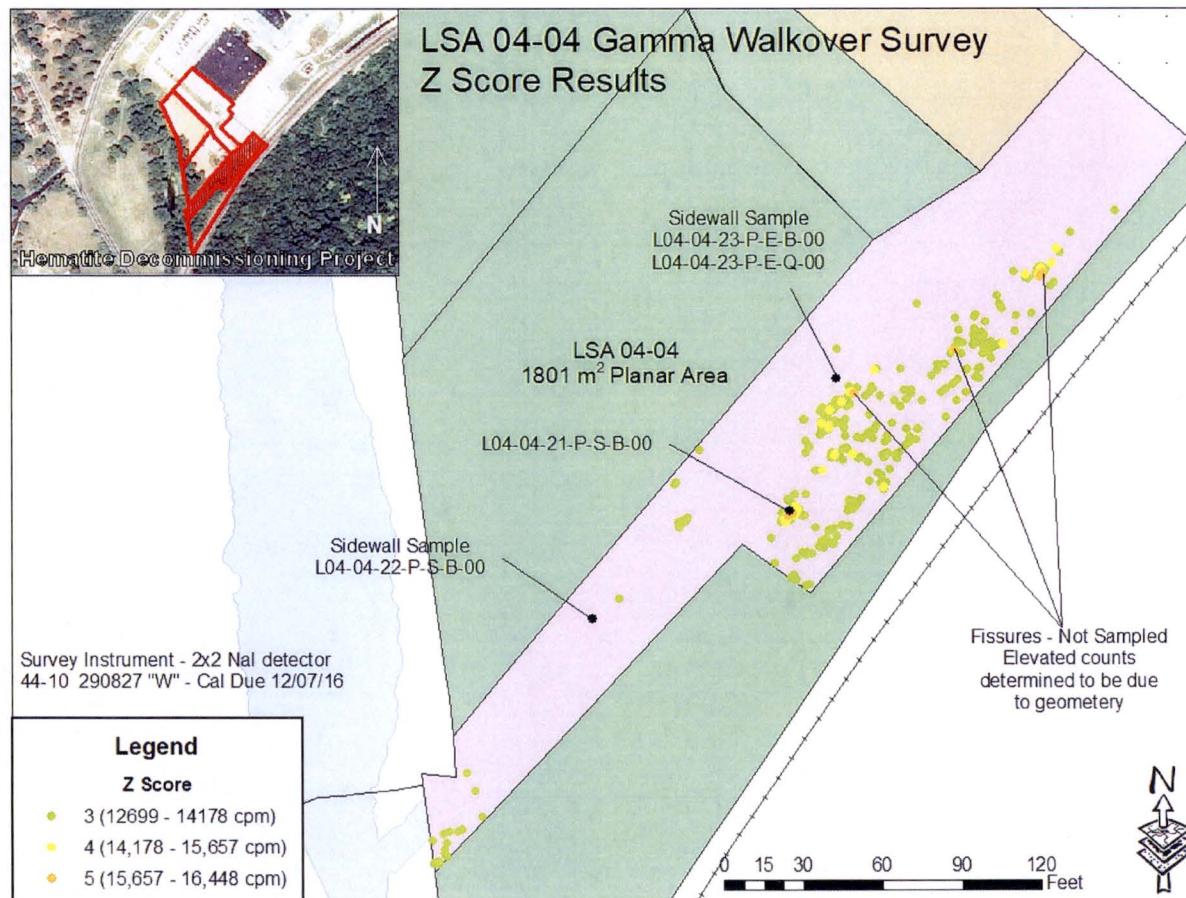 LSA 04-04 Gamma Walkover Survey
Z Score Results
N
Hematite Decommissioning Project
Sidewall Sample
L04-04-23-P-E-B-00
L04-04-23-P-E-Q-00
LSA 04-04
1801 m² Planar Area
L04-04-21-P-S-B-00
Sidewall Sample
L04-04-22-P-S-B-00
Fissures - Not Sampled
Elevated counts
determined to be due
to geometery
Survey Instrument - 2x2 NaI detector
44-10 290827 "W" - Cal Due 12/07/16
Legend
Z Score
3 (12699 - 14178 cpm)
4 (14,178 - 15,657 cpm)
5 (15,657 - 16,448 cpm)
0 15 30 60 90 120
Feet
N